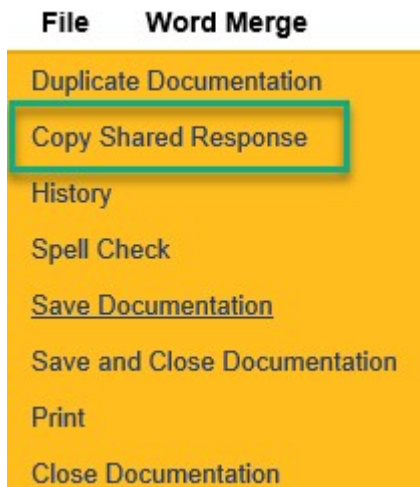 File Word Merge
Duplicate Documentation
Copy Shared Response
History
Spell Check
Save Documentation
Save and Close Documentation
Print
Close Documentation